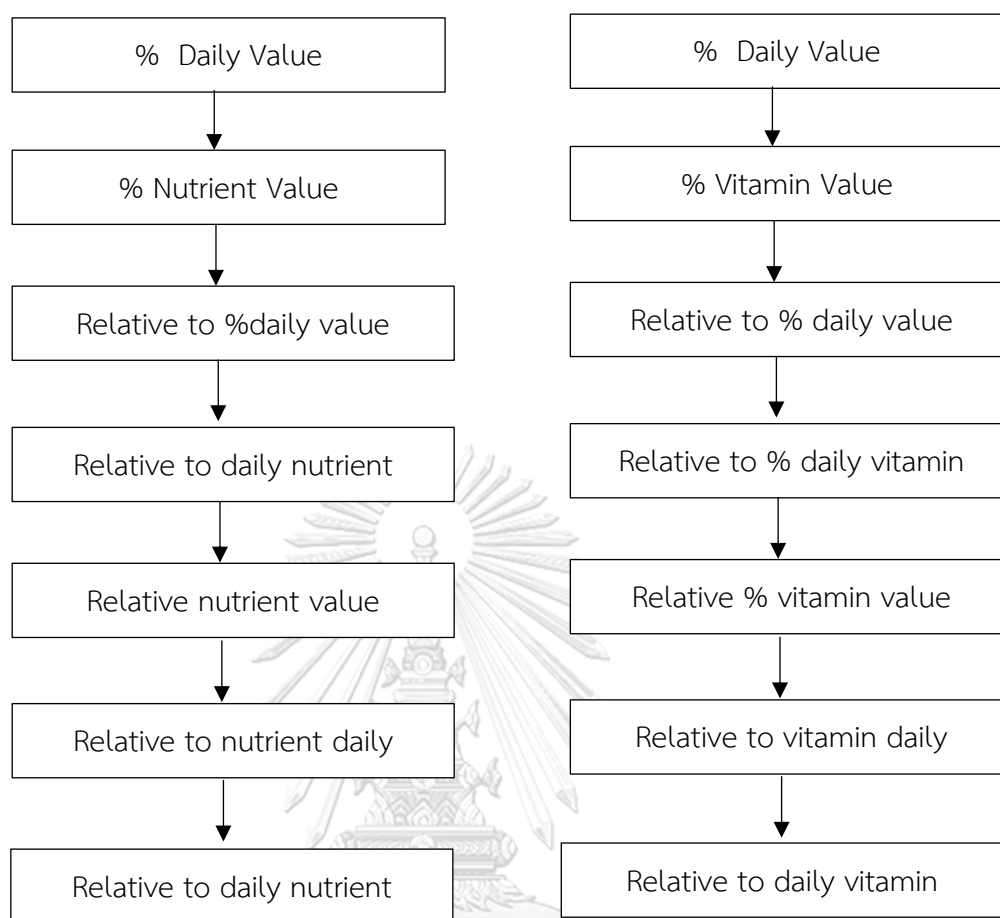 % Daily Value
% Nutrient Value
Relative to %daily value
Relative to daily nutrient
Relative nutrient value
Relative to nutrient daily
Relative to daily nutrient
% Daily Value
% Vitamin Value
Relative to % daily value
Relative to % daily vitamin
Relative % vitamin value
Relative to vitamin daily
Relative to daily vitamin